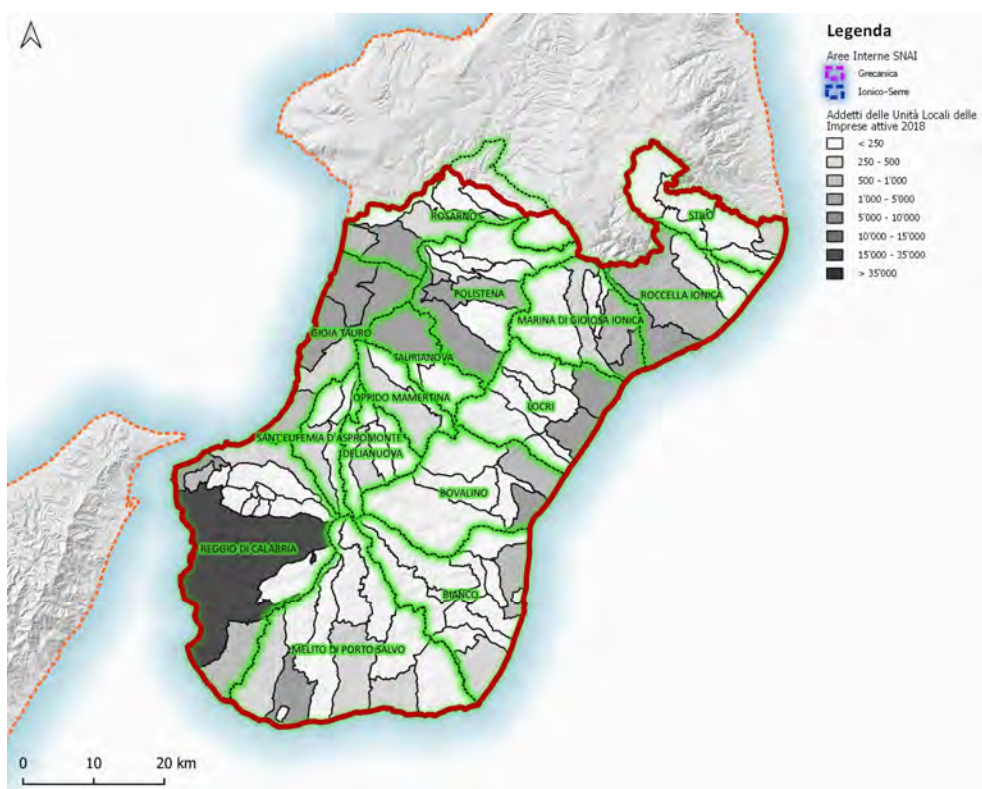 Legenda
Aree Interne SNAI
Grecanica
Ionico-Serre
Addetti delle Unità Locali delle
Imprese attive 2018
< 250
250 - 500
500 - 1'000
1'000 - 5'000
5'000 - 10'000
10'000 - 15'000
15'000 - 35'000
> 35'000
ROSARNO
STILO
POLISTENA
ROCCELLA IONICA
MARINA DI GIOIOSA IONICA
GIOIA TAURO
TAURIANOVA
OPPIDO MAMERTINA
LOCRI
SANT'EUFEMIA D'ASPROMONTE
DELIANUOVA
BOVALINO
REGGIO DI CALABRIA
BIANCO
MELITO DI PORTO SALVO
0 10 20 km